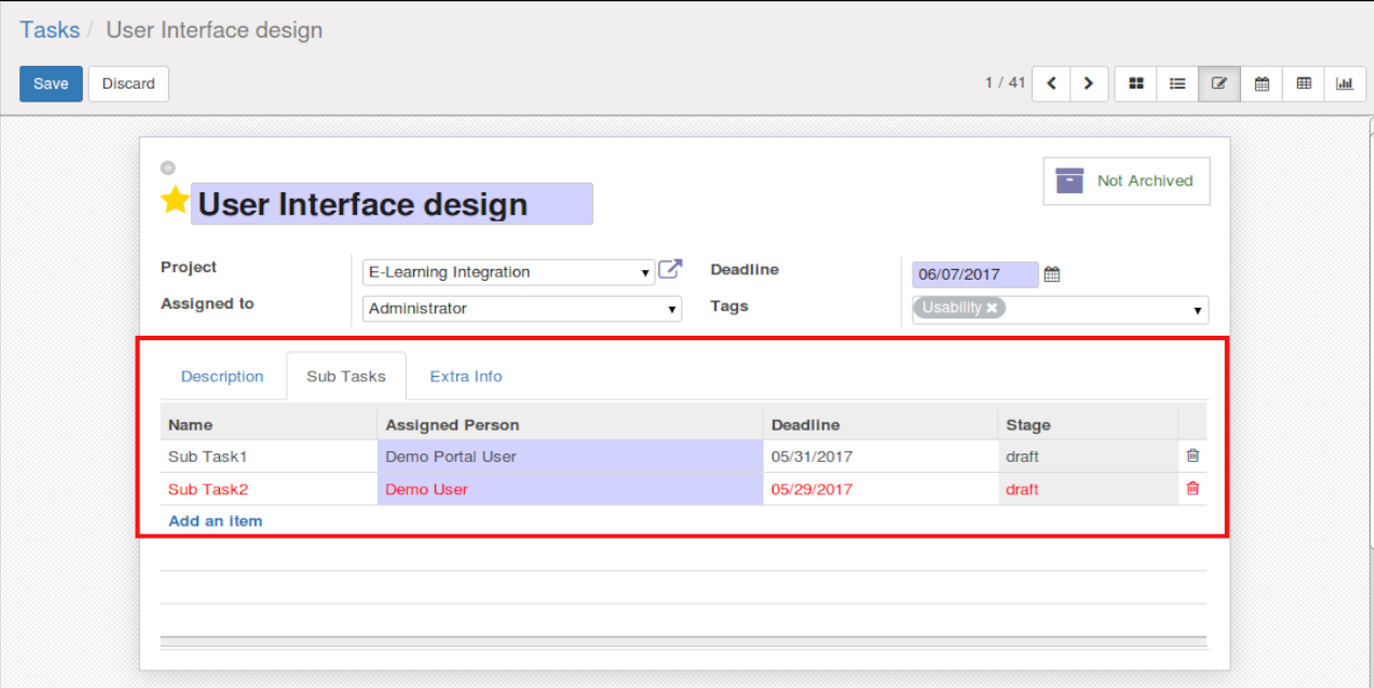 Tasks / User Interface design
Save Discard 1 / 41
Not Archived
User Interface design
Project E-Learning Integration Deadline 06/07/2017
Assigned to Administrator Tags Usability
Description Sub Tasks Extra Info
Name Assigned Person Deadline Stage
Sub Task1 Demo Portal User 05/31/2017 draft
Sub Task2 Demo User 05/29/2017 draft
Add an item